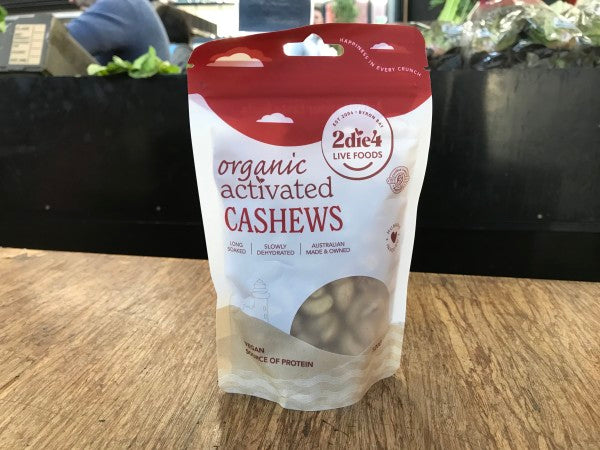 HAPPINESS IN EVERY CRUNCH
EST 2004 • BYRON BAY
2die4
LIVE FOODS
organic
activated
CASHEWS
LONG SOAKED
SLOWLY DEHYDRATED
AUSTRALIAN MADE & OWNED
VEGAN
SOURCE OF PROTEIN